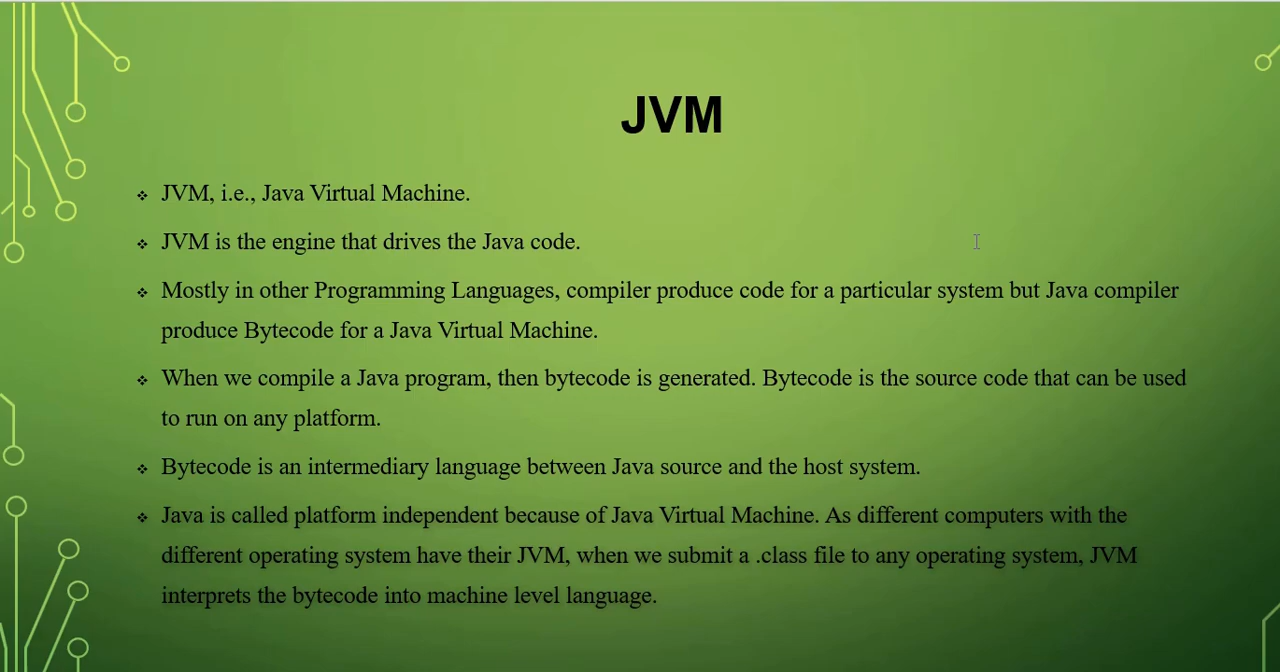 JVM
❖ JVM, i.e., Java Virtual Machine.
❖ JVM is the engine that drives the Java code.
❖ Mostly in other Programming Languages, compiler produce code for a particular system but Java compiler
produce Bytecode for a Java Virtual Machine.
❖ When we compile a Java program, then bytecode is generated. Bytecode is the source code that can be used
to run on any platform.
❖ Bytecode is an intermediary language between Java source and the host system.
❖ Java is called platform independent because of Java Virtual Machine. As different computers with the
different operating system have their JVM, when we submit a .class file to any operating system, JVM
interprets the bytecode into machine level language.